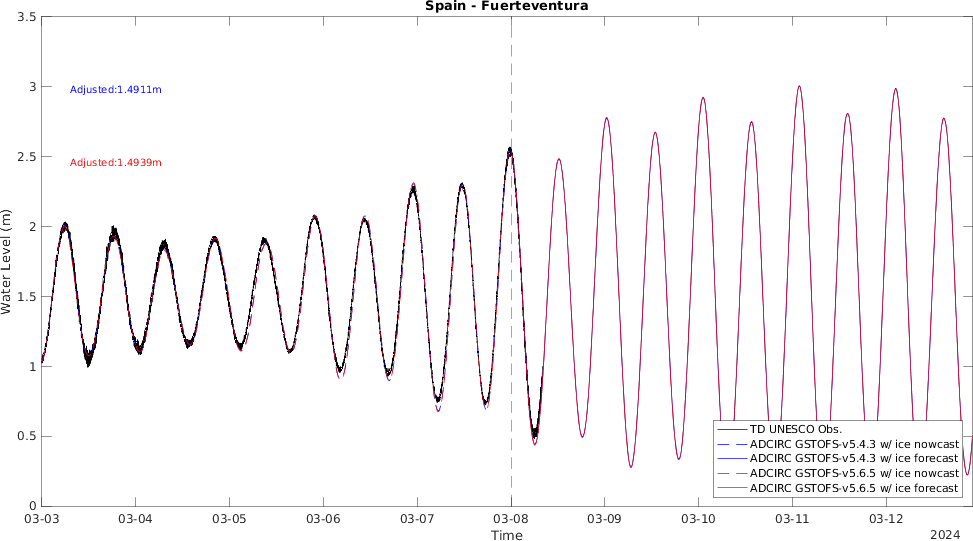 Spain - Fuerteventura
3.5
3
2.5
2
1.5
1
0.5
0
Water Level (m)
Adjusted:1.4911m
Adjusted:1.4939m
TD UNESCO Obs.
ADCIRC GSTOFS-v5.4.3 w/ ice nowcast
ADCIRC GSTOFS-v5.4.3 w/ ice forecast
ADCIRC GSTOFS-v5.6.5 w/ ice nowcast
ADCIRC GSTOFS-v5.6.5 w/ ice forecast
03-03 03-04 03-05 03-06 03-07 03-08 03-09 03-10 03-11 03-12
Time
2024